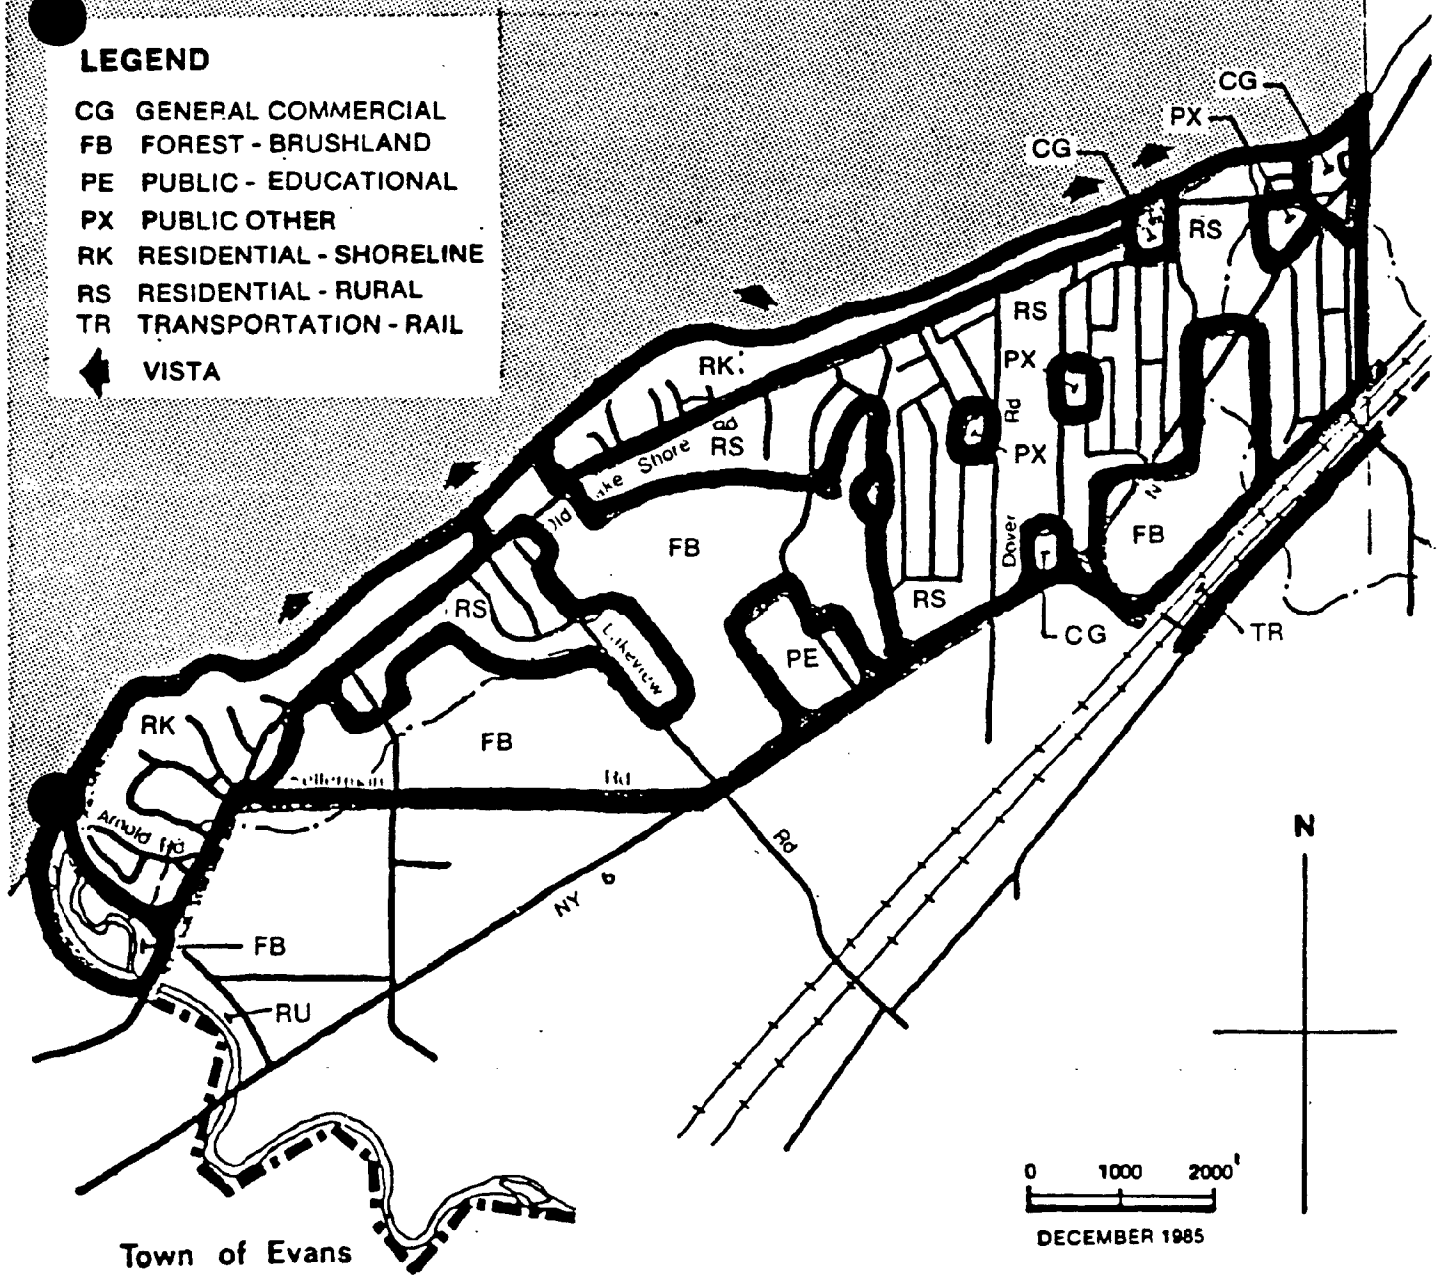 LEGEND
CG GENERAL COMMERCIAL
FB FOREST - BRUSHLAND
PE PUBLIC - EDUCATIONAL
PX PUBLIC OTHER
RK RESIDENTIAL - SHORELINE
RS RESIDENTIAL - RURAL
TR TRANSPORTATION - RAIL
VISTA
CG
PX
CG
RS
RS
RK
PX
Rd
RS
Shore
PX
FB
FB
Dover
RS
RS
CG
TR
Lakeview
PE
RK
FB
Rd
Arnold Rd
Rd
NY
N
FB
RU
0 1000 2000'
DECEMBER 1985
Town of Evans